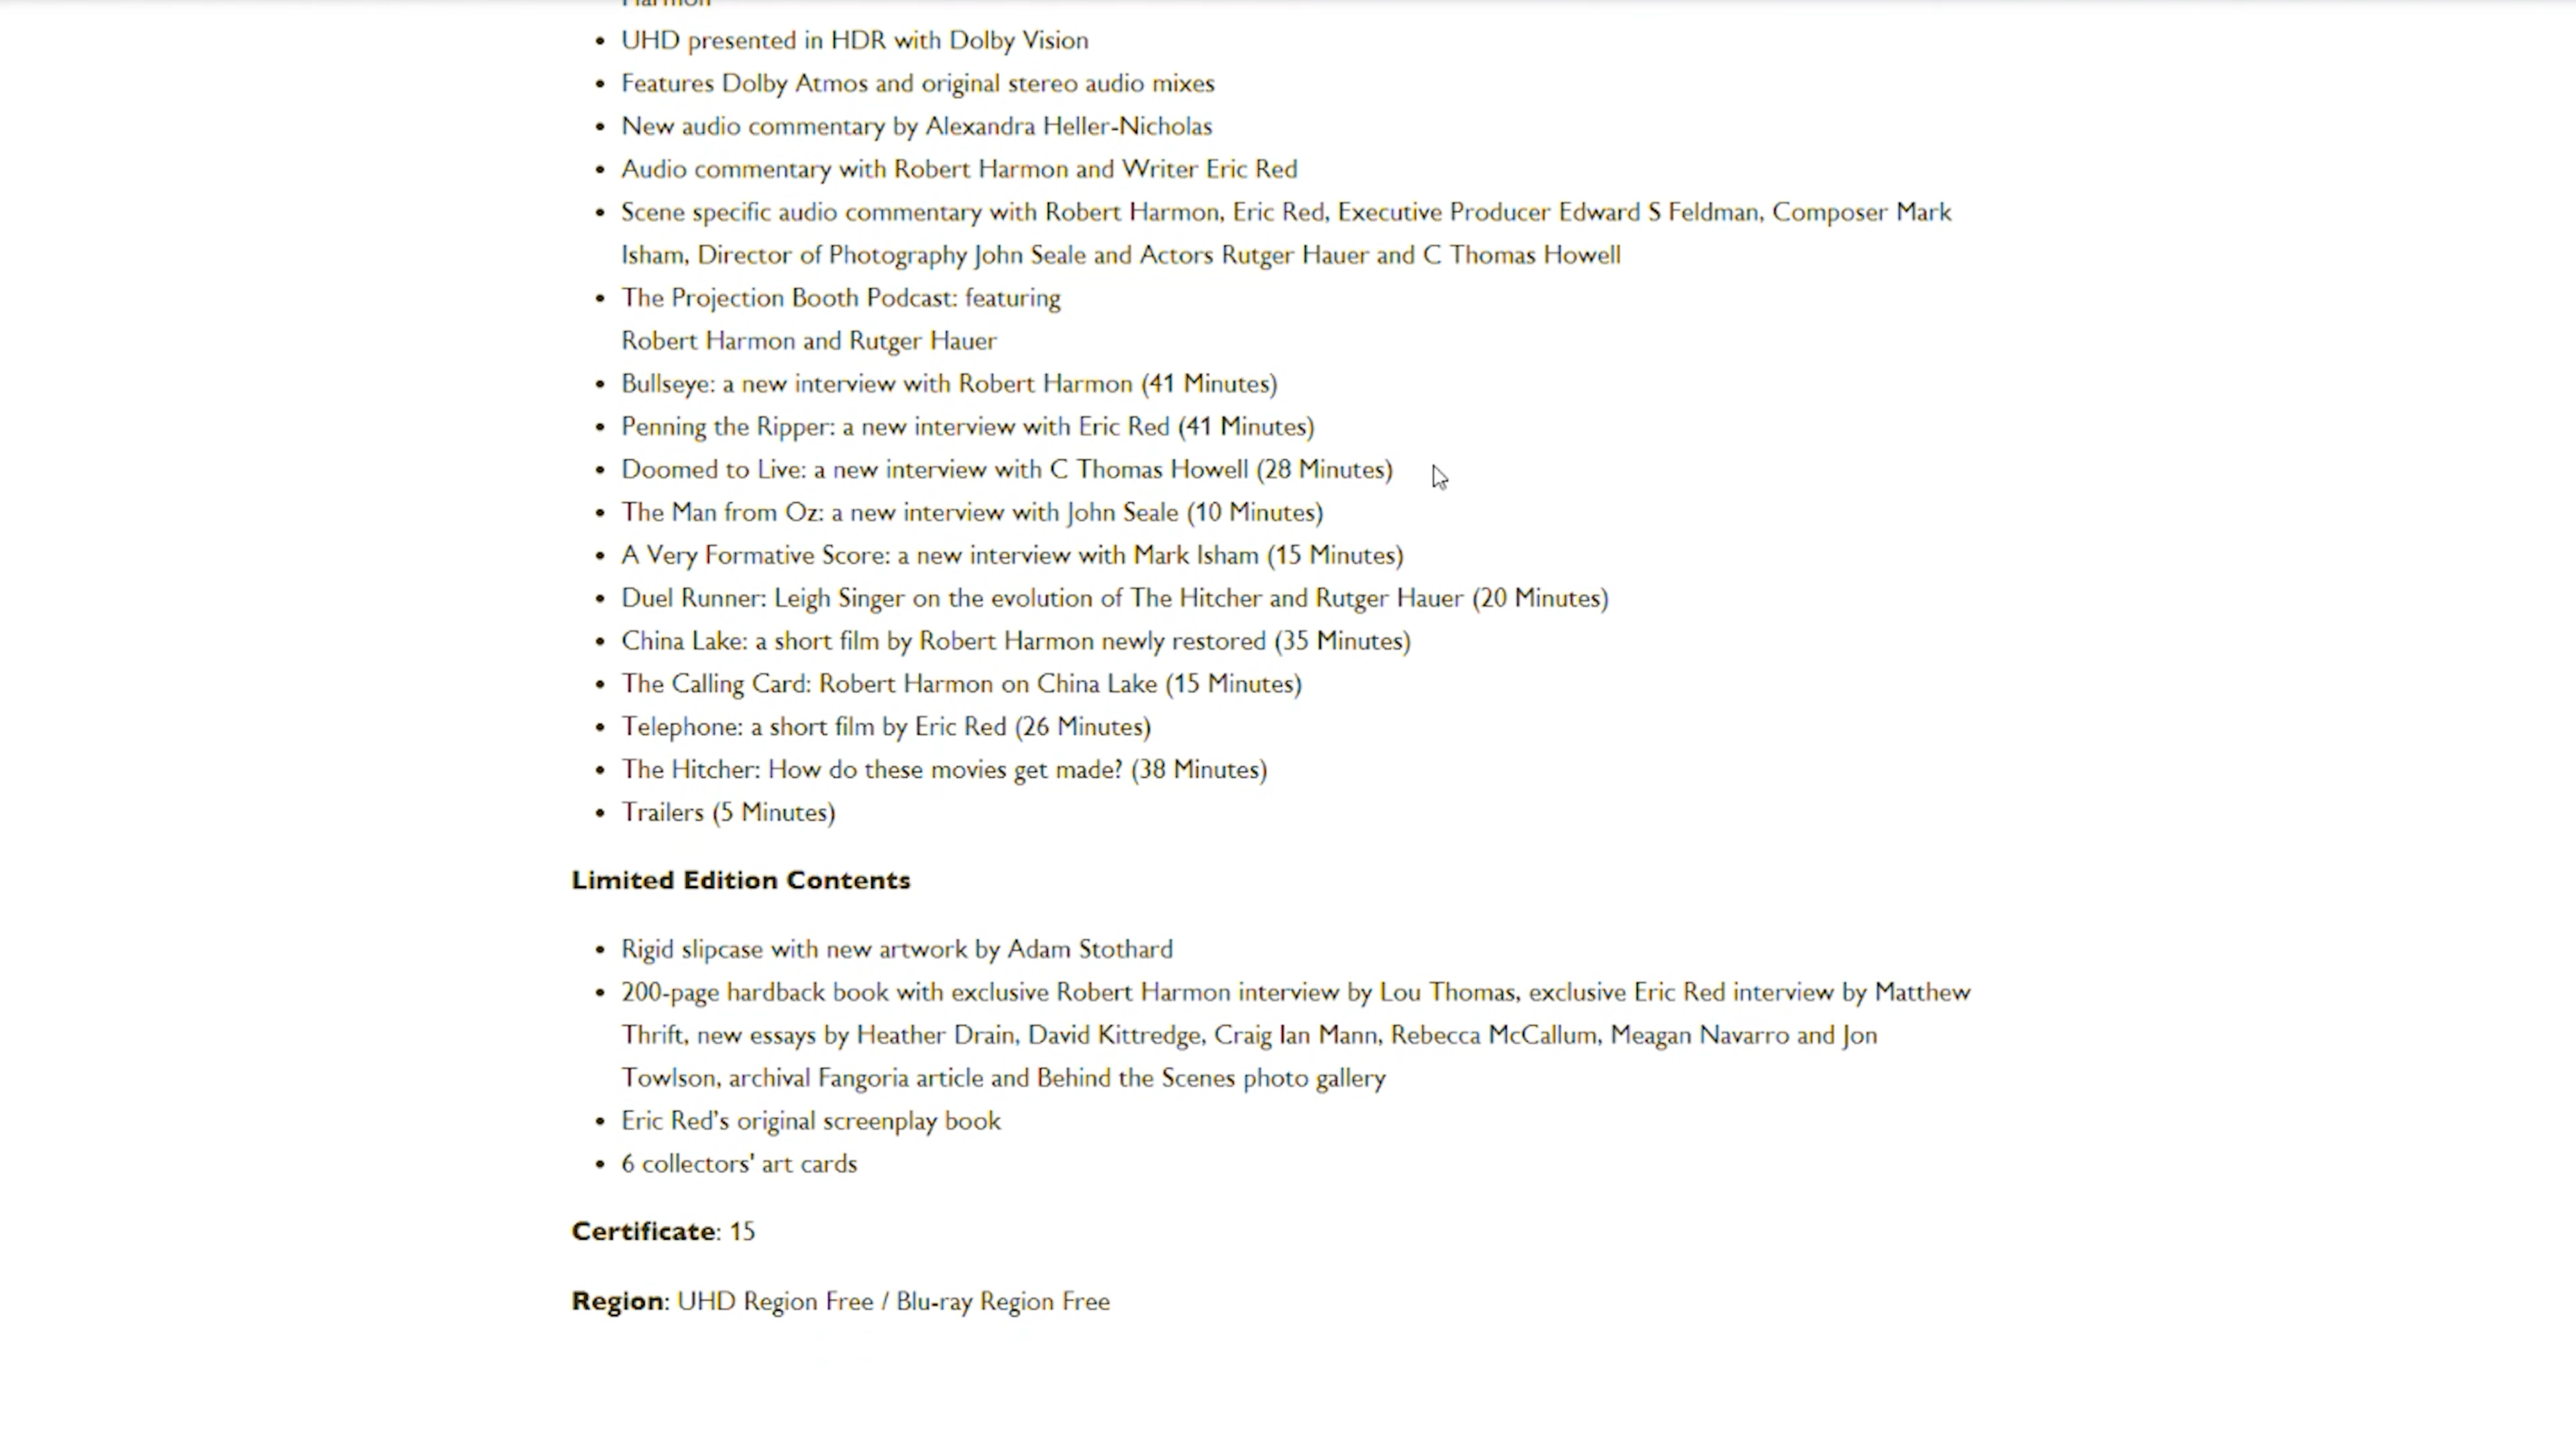 Harmon
UHD presented in HDR with Dolby Vision
Features Dolby Atmos and original stereo audio mixes
New audio commentary by Alexandra Heller-Nicholas
Audio commentary with Robert Harmon and Writer Eric Red
Scene specific audio commentary with Robert Harmon, Eric Red, Executive Producer Edward S Feldman, Composer Mark
Isham, Director of Photography John Seale and Actors Rutger Hauer and C Thomas Howell
The Projection Booth Podcast: featuring
Robert Harmon and Rutger Hauer
Bullseye: a new interview with Robert Harmon (41 Minutes)
Penning the Ripper: a new interview with Eric Red (41 Minutes)
Doomed to Live: a new interview with C Thomas Howell (28 Minutes)
The Man from Oz: a new interview with John Seale (10 Minutes)
A Very Formative Score: a new interview with Mark Isham (15 Minutes)
Duel Runner: Leigh Singer on the evolution of The Hitcher and Rutger Hauer (20 Minutes)
China Lake: a short film by Robert Harmon newly restored (35 Minutes)
The Calling Card: Robert Harmon on China Lake (15 Minutes)
Telephone: a short film by Eric Red (26 Minutes)
The Hitcher: How do these movies get made? (38 Minutes)
Trailers (5 Minutes)
Limited Edition Contents
Rigid slipcase with new artwork by Adam Stothard
200-page hardback book with exclusive Robert Harmon interview by Lou Thomas, exclusive Eric Red interview by Matthew
Thrift, new essays by Heather Drain, David Kittredge, Craig Ian Mann, Rebecca McCallum, Meagan Navarro and Jon
Towlson, archival Fangoria article and Behind the Scenes photo gallery
Eric Red's original screenplay book
6 collectors' art cards
Certificate: 15
Region: UHD Region Free / Blu-ray Region Free